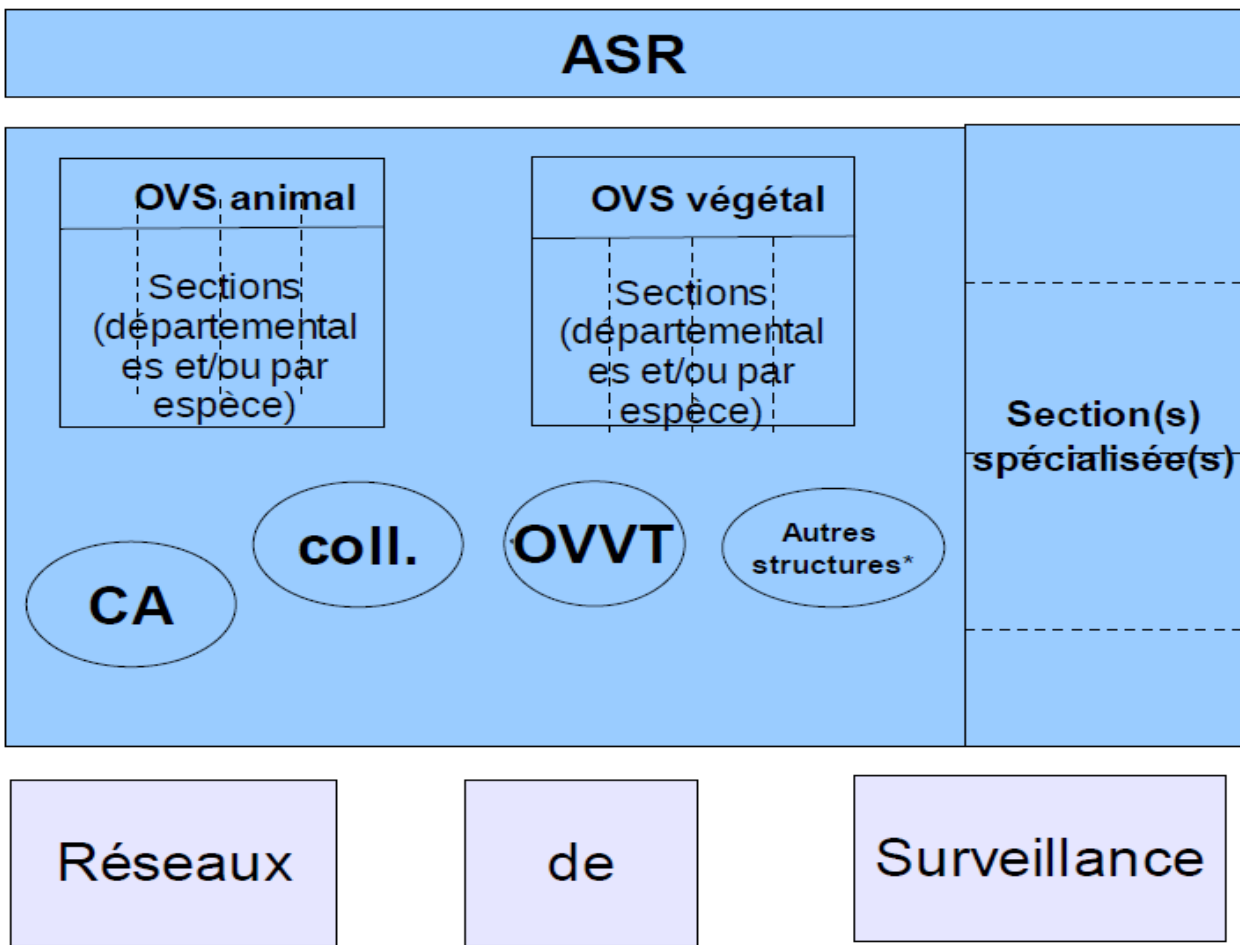 ASR
OVS animal
Sections
(départemental
es et/ou par
espèce)
OVS végétal
Sections
(départemental
es et/ou par
espèce)
Section(s)
spécialisée(s)
CA
coll.
OVVT
Autres
structures*
Réseaux
de
Surveillance